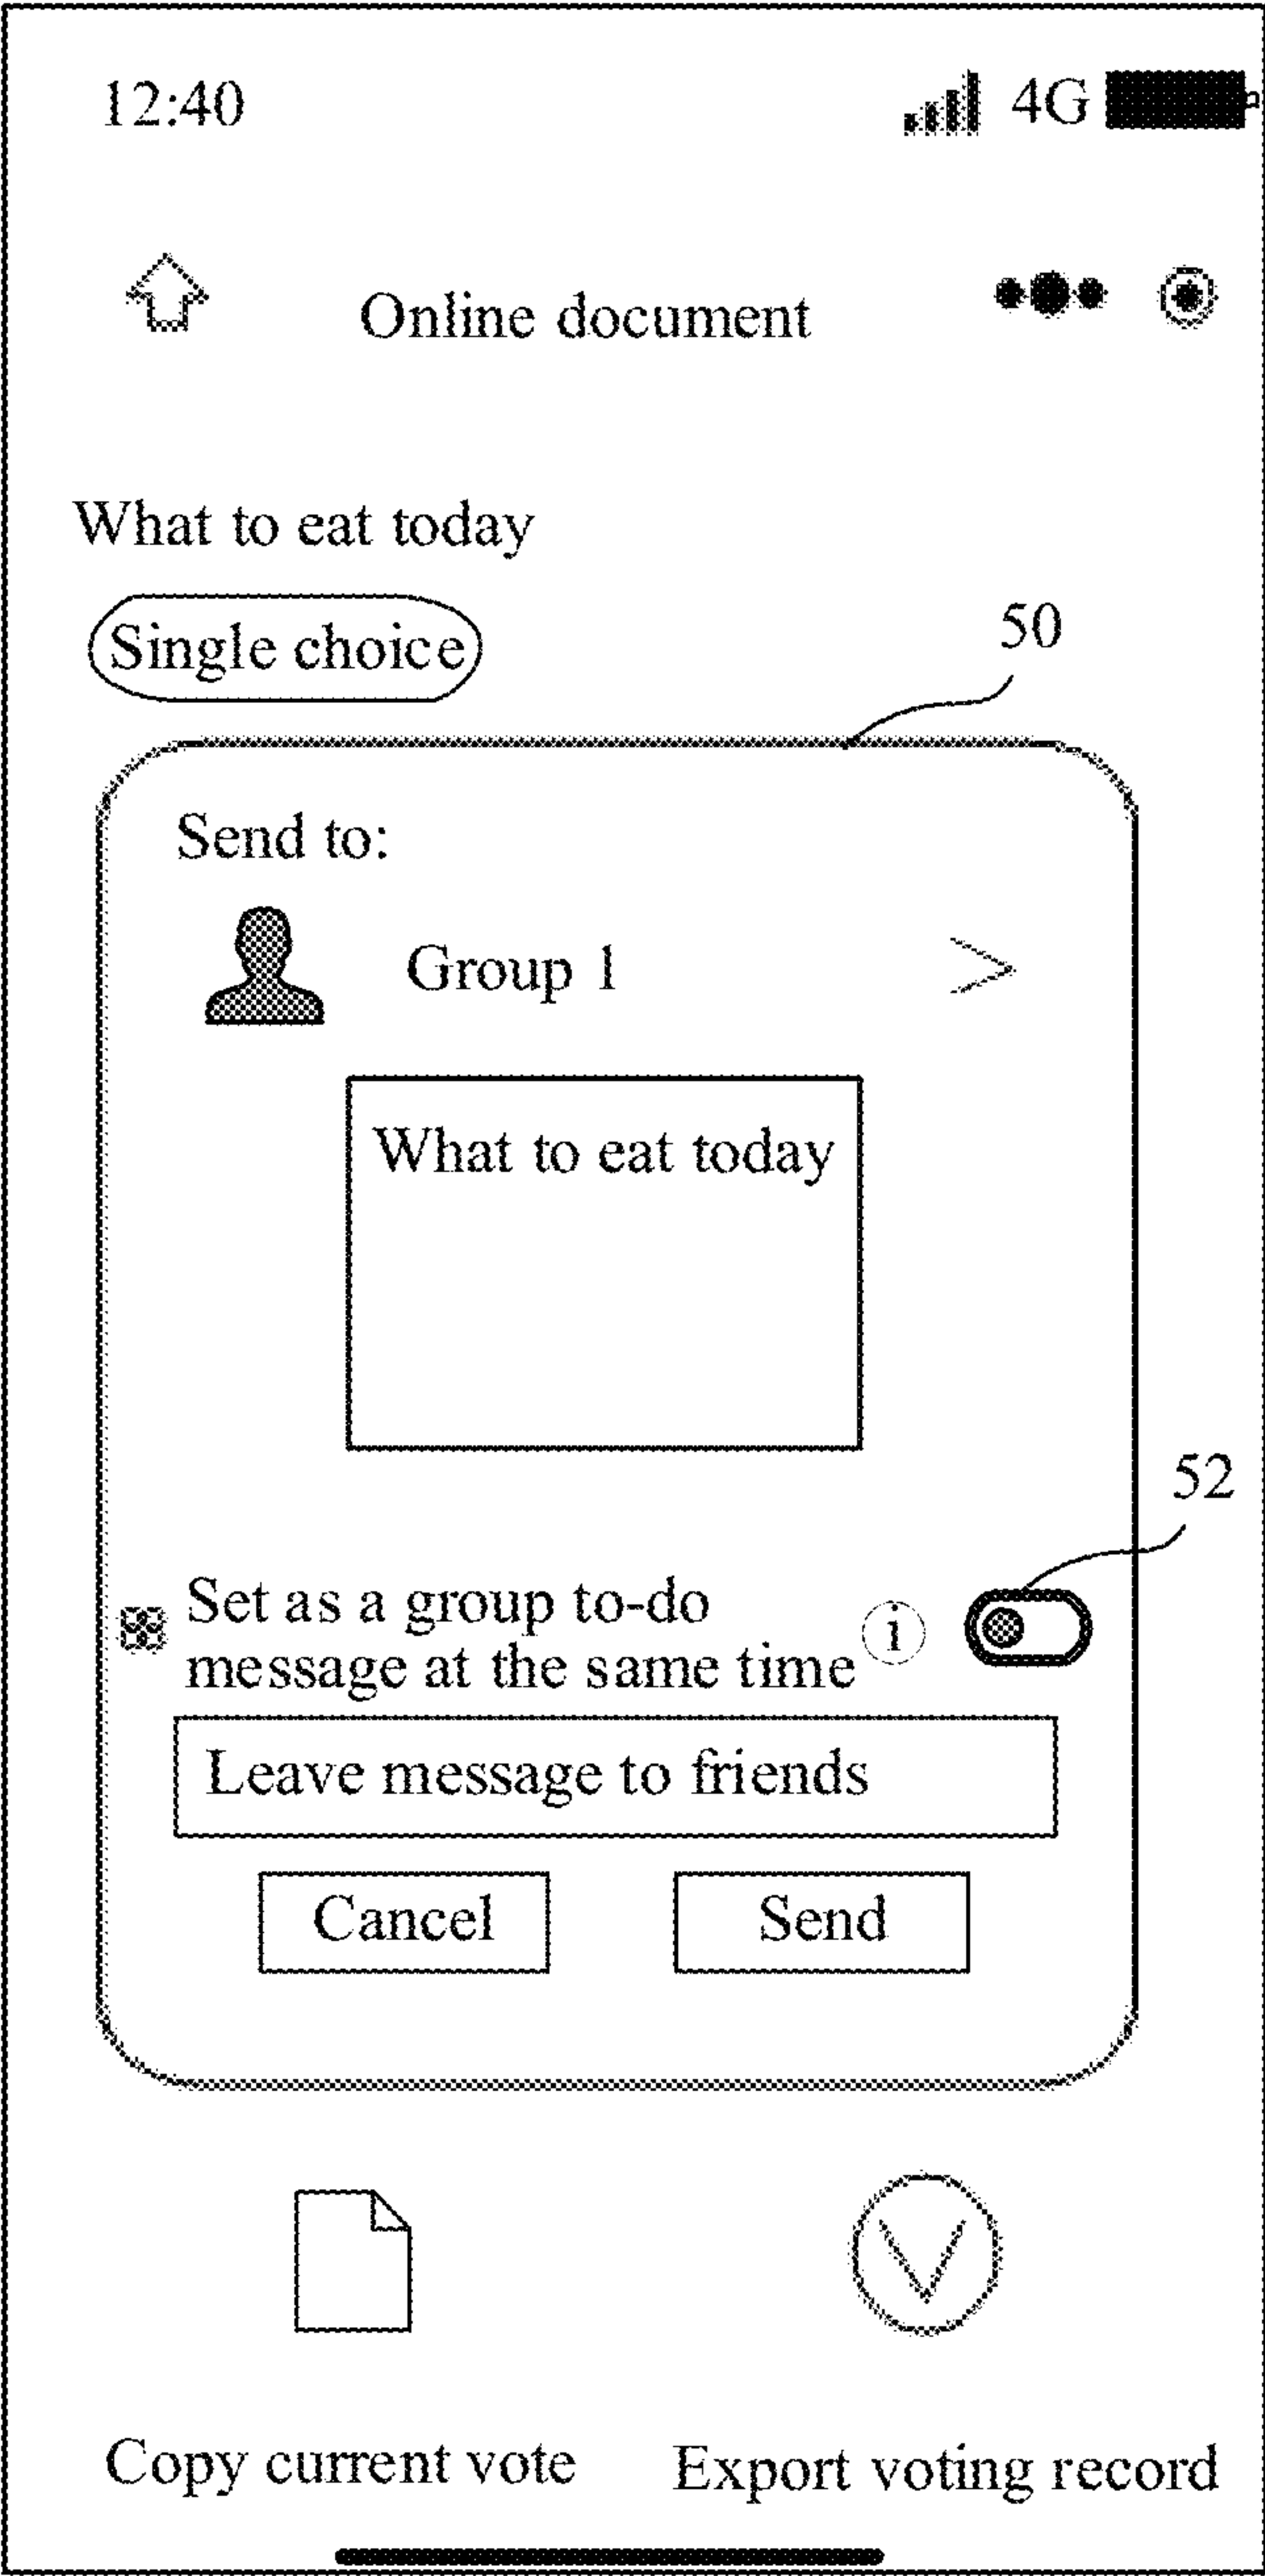 12:40 4G
Online document
What to eat today
Single choice
50
Send to:
Group 1
What to eat today
52
Set as a group to-do
message at the same time i
Leave message to friends
Cancel Send
Copy current vote Export voting record